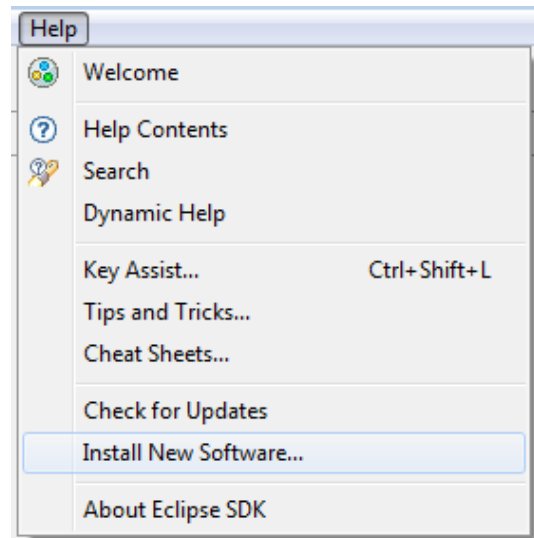 Help
Welcome
Help Contents
Search
Dynamic Help
Key Assist... Ctrl+Shift+L
Tips and Tricks...
Cheat Sheets...
Check for Updates
Install New Software...
About Eclipse SDK